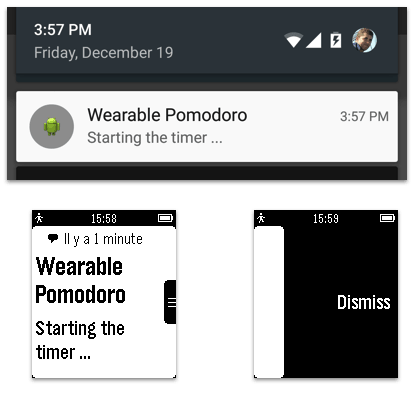 3:57 PM
Friday, December 19
Wearable Pomodoro 3:57 PM
Starting the timer ...
15:58
Il y a 1 minute
Wearable
Pomodoro
Starting the
timer ...
15:59
Dismiss